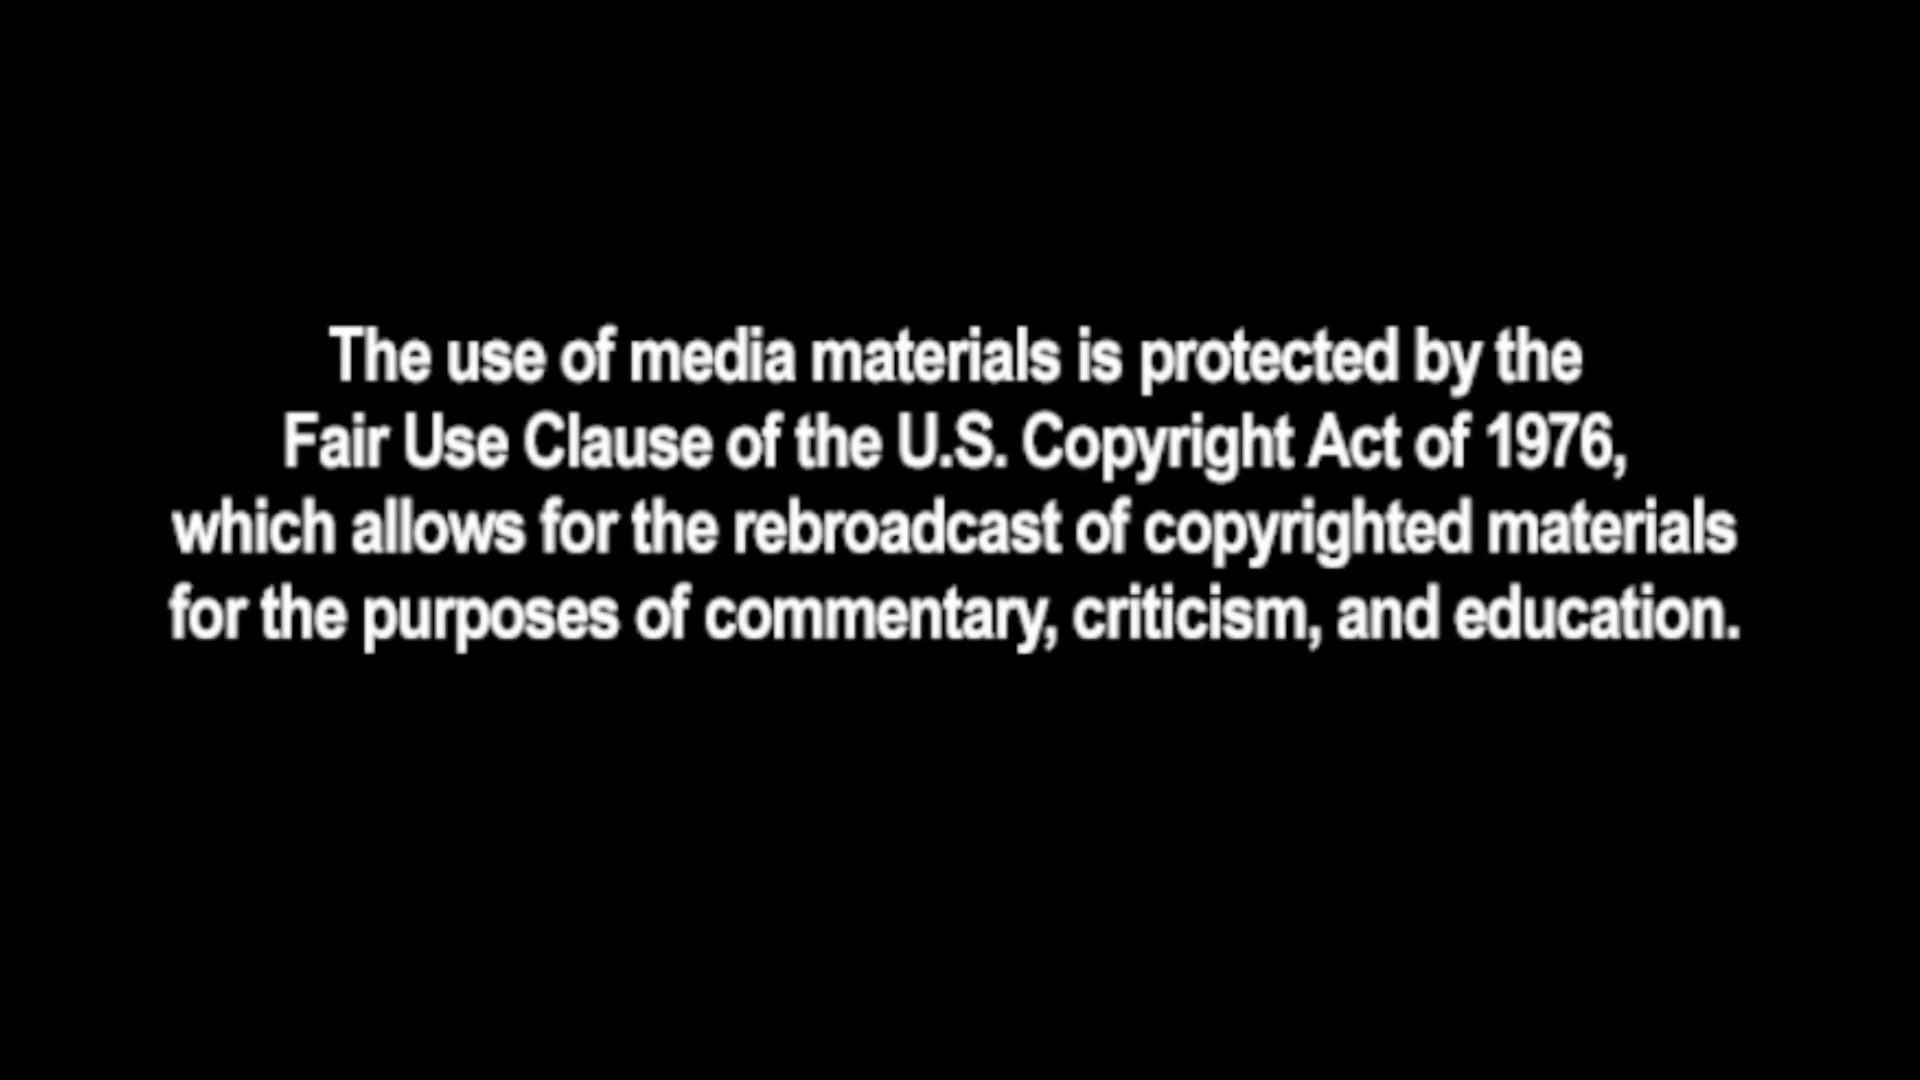 The use of media materials is protected by the
Fair Use Clause of the U.S. Copyright Act of 1976,
which allows for the rebroadcast of copyrighted materials
for the purposes of commentary, criticism, and education.